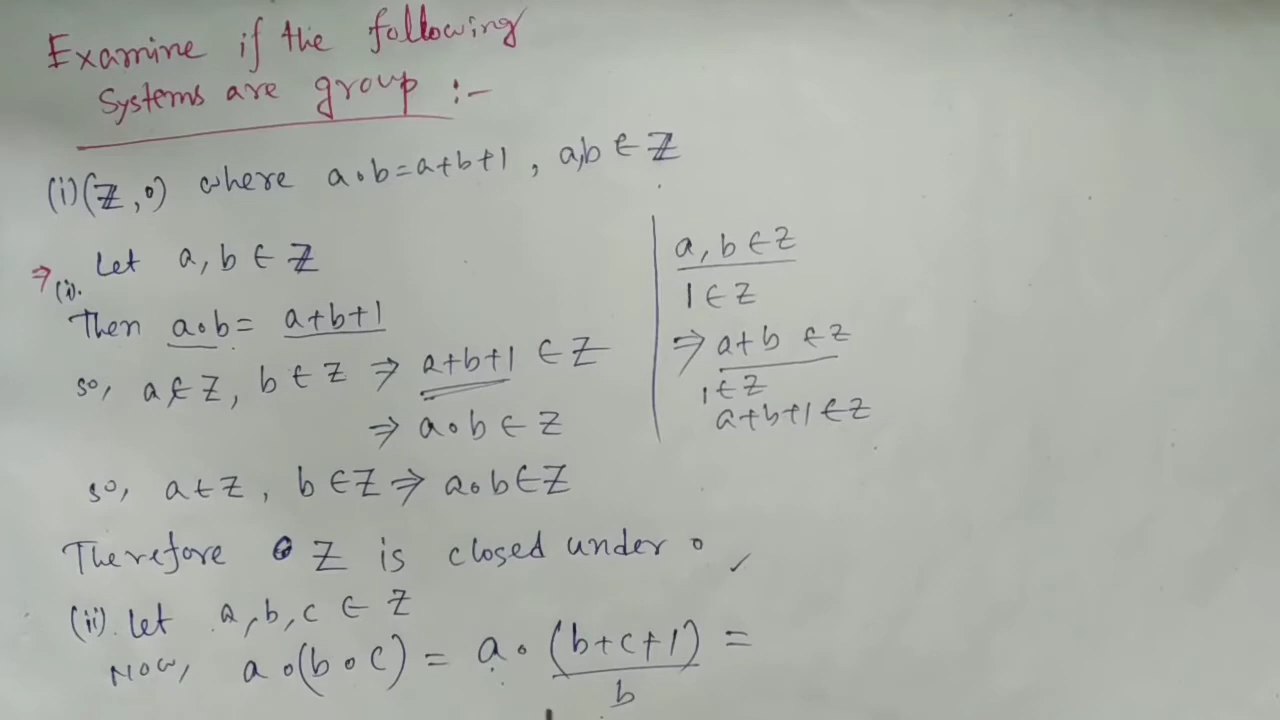 Examine if the following
Systems are group :-
(i) (ℤ, o) where a o b = a+b+1 , a,b ∈ ℤ
⇒ (i). Let a, b ∈ ℤ
Then a o b = a+b+1
so, a ∈ Z, b ∈ Z ⇒ a+b+1 ∈ Z
⇒ a o b ∈ Z
so, a ∈ Z, b ∈ Z ⇒ a o b ∈ Z
Therefore Z is closed under o ✓
(ii). Let a, b, c ∈ Z
Now, a o (b o c) = a o (b+c+1) =
b
a, b ∈ Z
1 ∈ Z
⇒ a+b ∈ Z
1 ∈ Z
a+b+1 ∈ Z